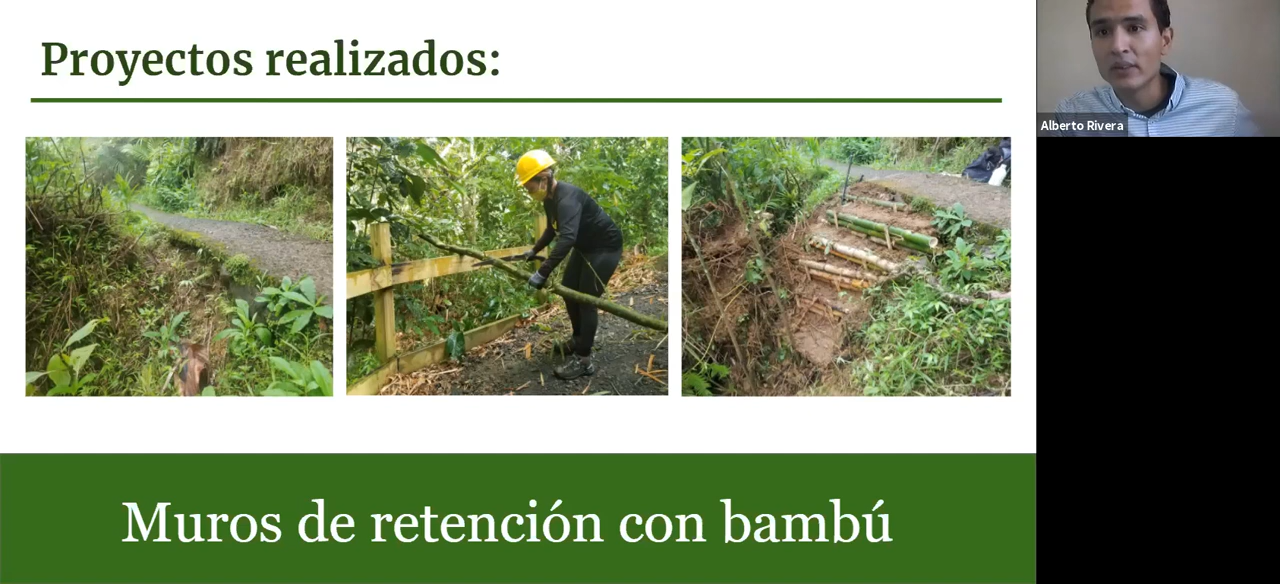 Proyectos realizados:
Alberto Rivera
Muros de retención con bambú